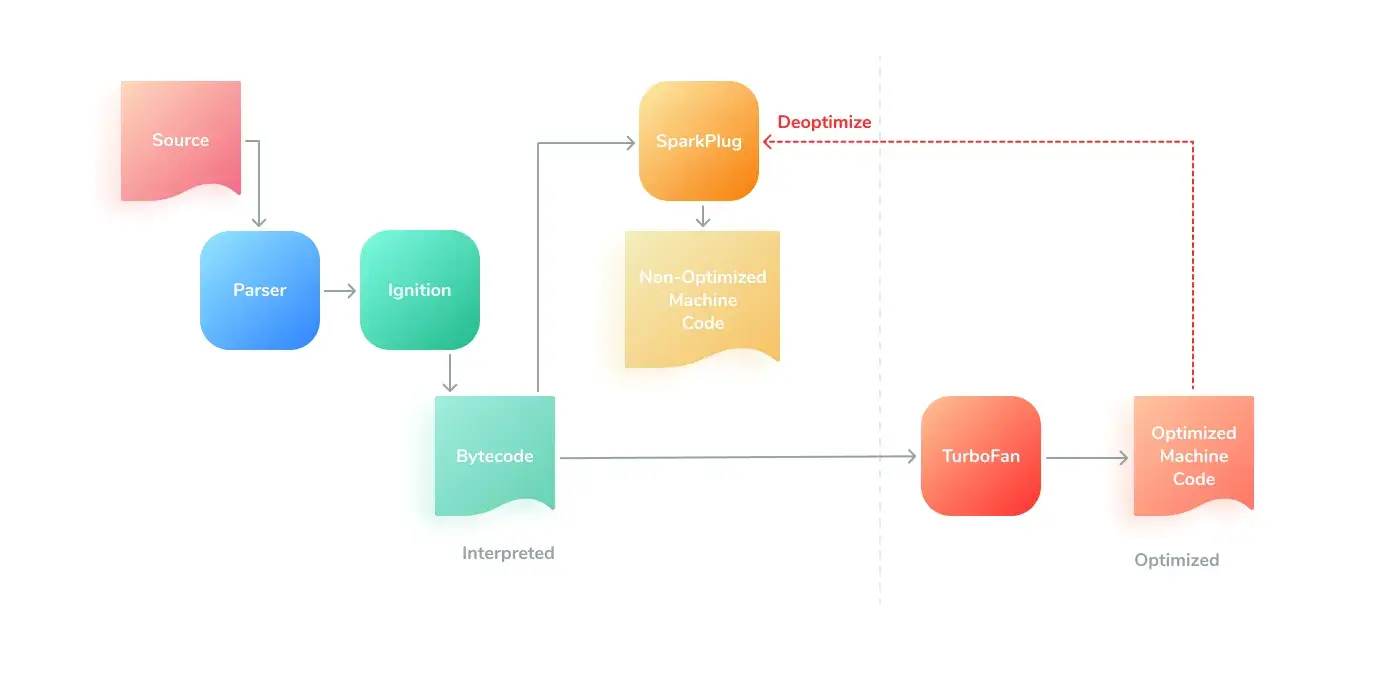 Source
SparkPlug
Deoptimize
Parser
Ignition
Non-Optimized
Machine
Code
Bytecode
TurboFan
Optimized
Machine
Code
Interpreted
Optimized